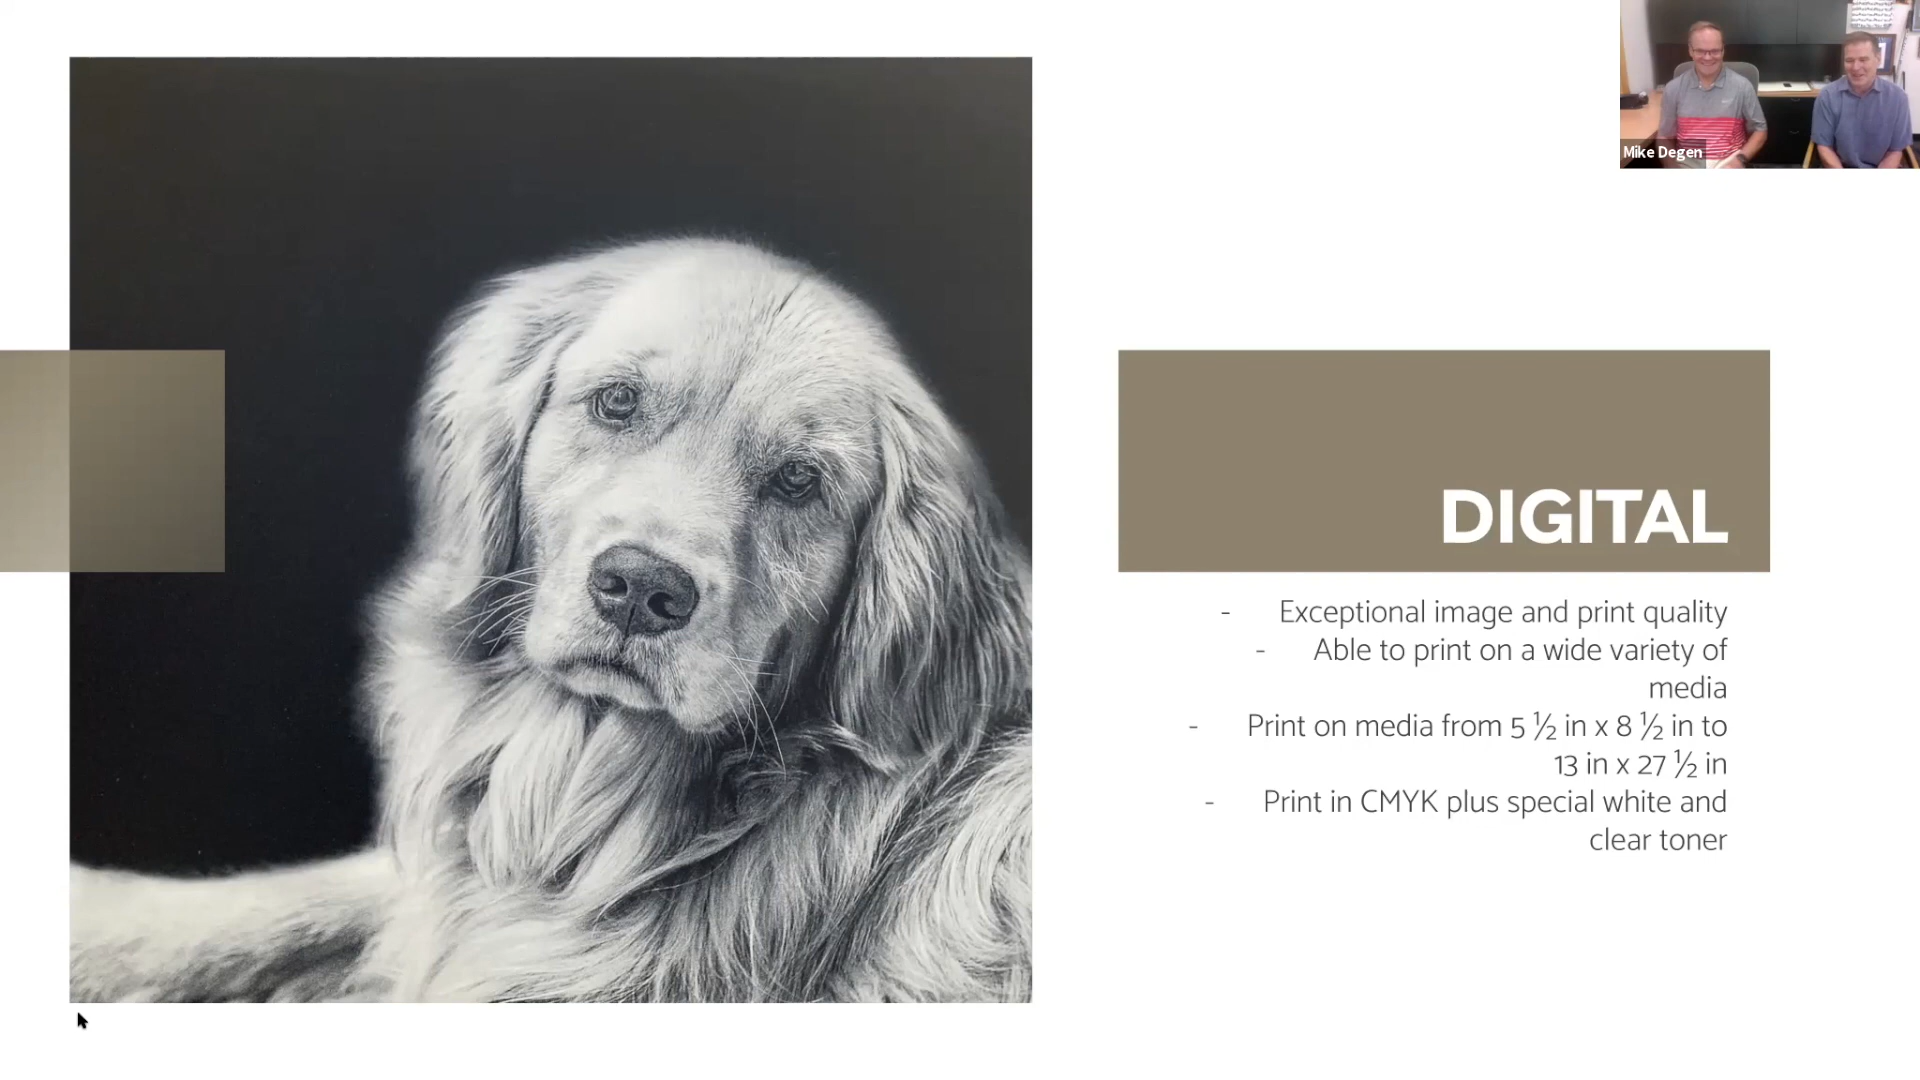 Mike Degen
DIGITAL
- Exceptional image and print quality
- Able to print on a wide variety of
media
- Print on media from 5 ½ in x 8 ½ in to
13 in x 27 ½ in
- Print in CMYK plus special white and
clear toner